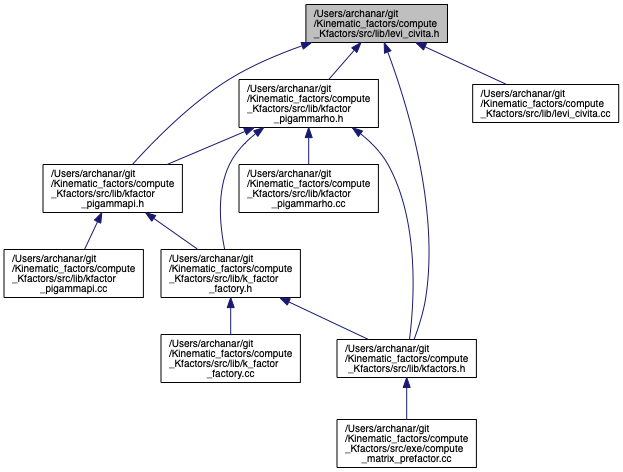 /Users/archanar/git
/Kinematic_factors/compute
_Kfactors/src/lib/levi_civita.h
/Users/archanar/git
/Kinematic_factors/compute
_Kfactors/src/lib/kfactor
_pigammarho.h
/Users/archanar/git
/Kinematic_factors/compute
_Kfactors/src/lib/levi_civita.cc
/Users/archanar/git
/Kinematic_factors/compute
_Kfactors/src/lib/kfactor
_pigammapi.h
/Users/archanar/git
/Kinematic_factors/compute
_Kfactors/src/lib/kfactor
_pigammarho.cc
/Users/archanar/git
/Kinematic_factors/compute
_Kfactors/src/lib/kfactor
_pigammapi.cc
/Users/archanar/git
/Kinematic_factors/compute
_Kfactors/src/lib/k_factor
_factory.h
/Users/archanar/git
/Kinematic_factors/compute
_Kfactors/src/lib/k_factor
_factory.cc
/Users/archanar/git
/Kinematic_factors/compute
_Kfactors/src/lib/kfactors.h
/Users/archanar/git
/Kinematic_factors/compute
_Kfactors/src/exe/compute
_matrix_prefactor.cc